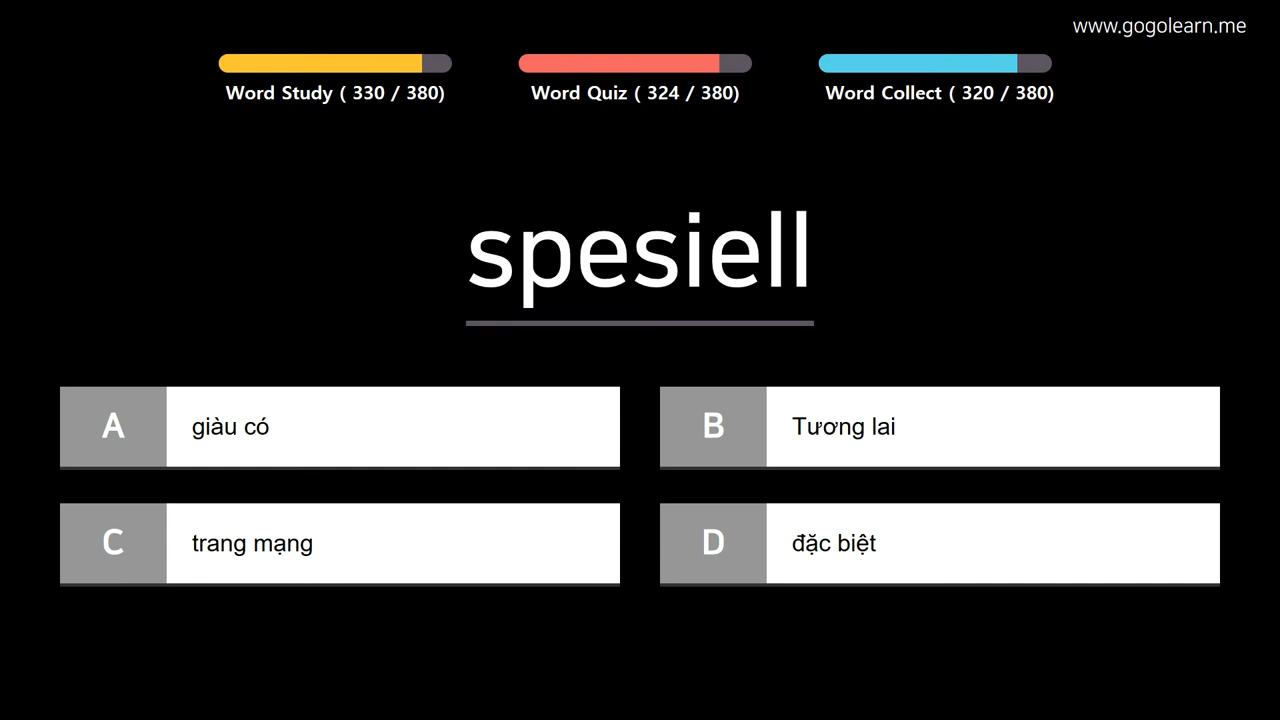 www.gogolearn.me
Word Study ( 330 / 380)
Word Quiz ( 324 / 380)
Word Collect ( 320 / 380)
spesiell
A giàu có
B Tương lai
C trang mạng
D đặc biệt